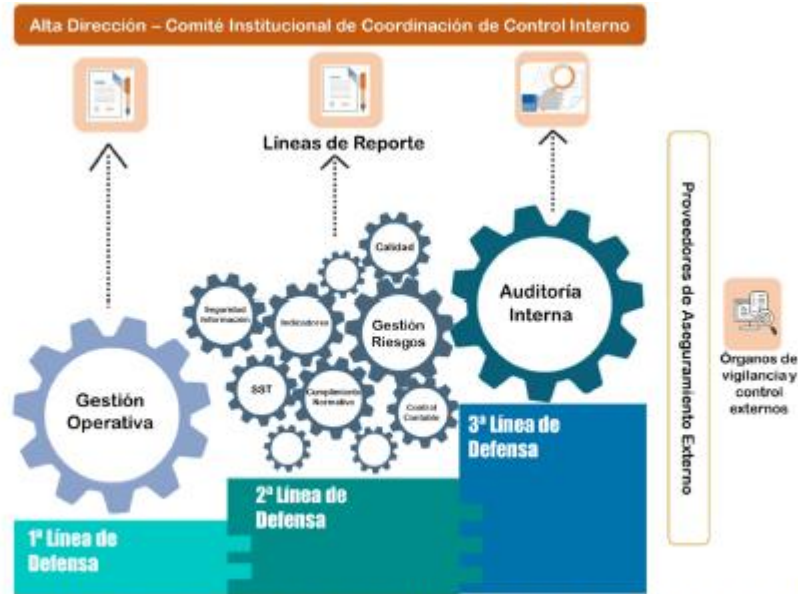 Alta Dirección – Comité Institucional de Coordinación de Control Interno
Líneas de Reporte
Calidad
Seguridad
Información
Indicadores
Gestión
Riesgos
SST
Cumplimiento
Normativo
Control
Contable
Auditoría
Interna
Gestión
Operativa
1ª Línea de
Defensa
2ª Línea de
Defensa
3ª Línea de
Defensa
Proveedores de Aseguramiento Externo
Órganos de
vigilancia y
control
externos